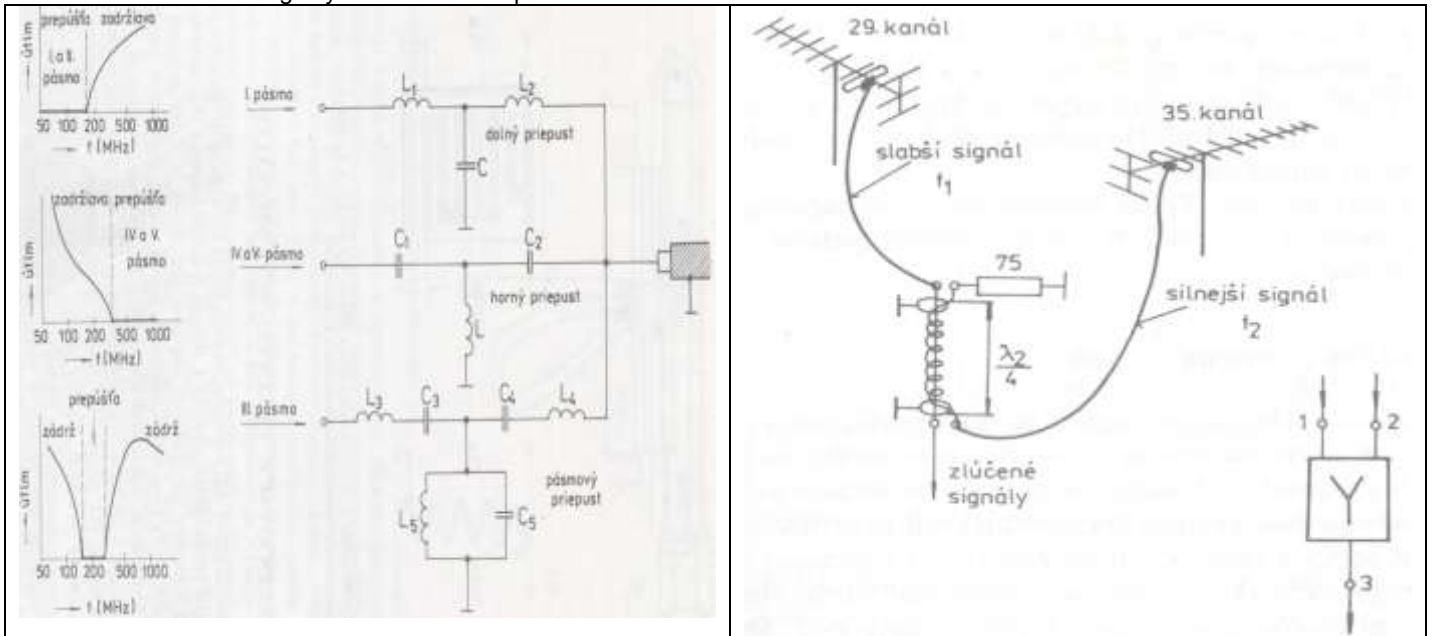 prepúšťa zadržiava
útlm
I. a III.
pásmo
50 100 200 500 1000
f (MHz)
zadržiava prepúšťa
útlm
IV a V.
pásmo
50 100 200 500 1000
f (MHz)
prepúšťa
zádrž zádrž
útlm
50 100 200 500 1000
f (MHz)
I. pásmo
L1 L2
dolný priepust
C
IV a V. pásmo
C1 C2
horný priepust
L
III. pásmo
L3 C3 C4 L4
pásmový
priepust
L5 C5
29. kanál
35. kanál
slabší signál
f1
75
silnejší signál
f2
λ2
4
zlúčené
signály
1 2
3